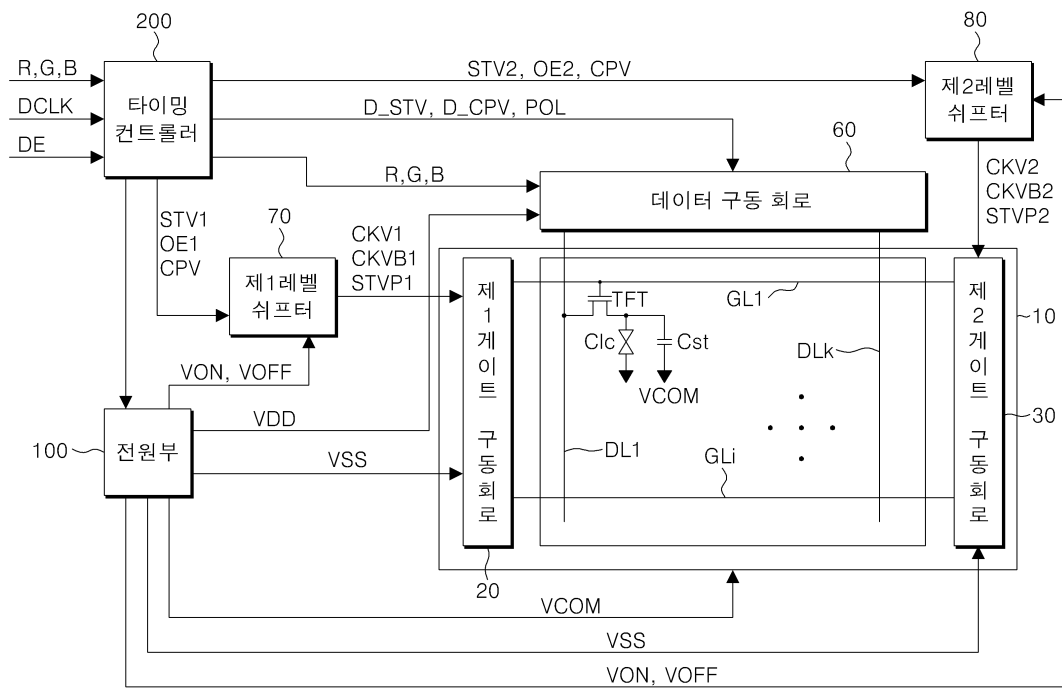 200
80
R,G,B
DCLK
DE
타이밍
컨트롤러
STV2, OE2, CPV
제2레벨
쉬프터
D_STV, D_CPV, POL
60
R,G,B
데이터 구동 회로
CKV2
CKVB2
STVP2
STV1
OE1
CPV
70
제1레벨
쉬프터
CKV1
CKVB1
STVP1
제1게이트 구동회로
TFT
GL1
Clc
Cst
VCOM
DLk
제2게이트 구동회로
10
30
VON, VOFF
VDD
100
전원부
VSS
DL1
GLi
20
VCOM
VSS
VON, VOFF